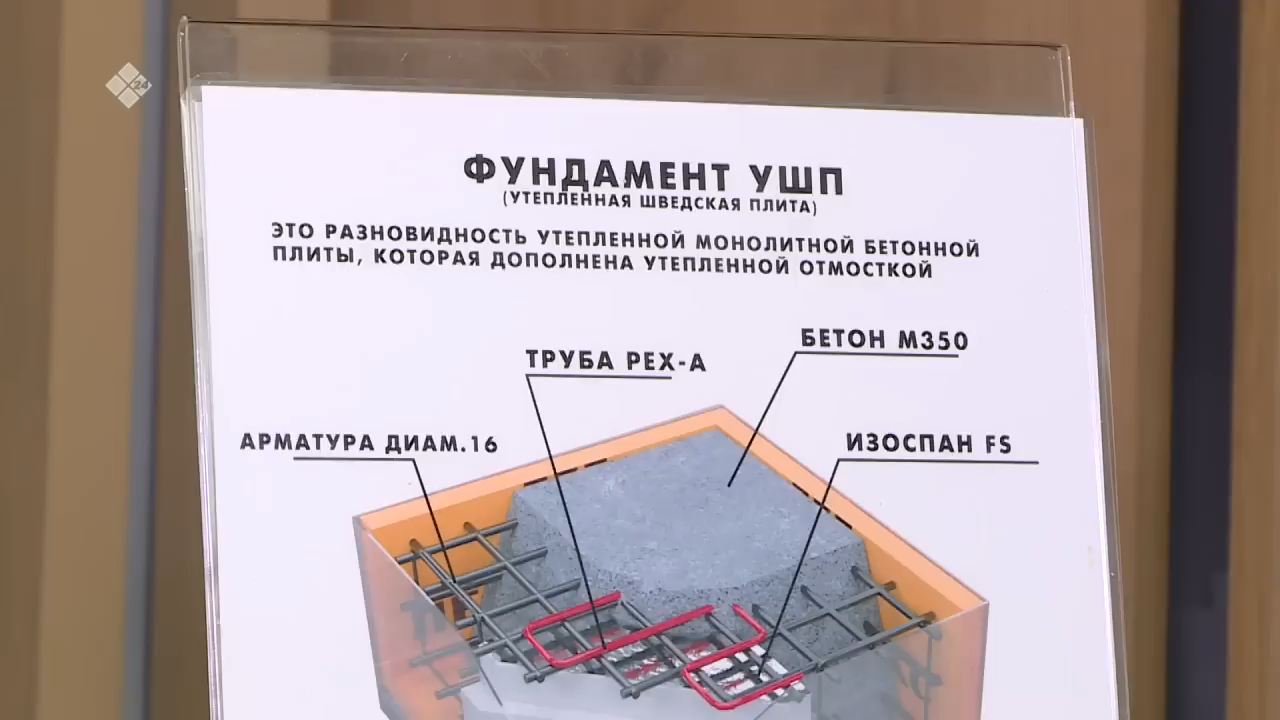 24
ФУНДАМЕНТ УШП
(УТЕПЛЕННАЯ ШВЕДСКАЯ ПЛИТА)
ЭТО РАЗНОВИДНОСТЬ УТЕПЛЕННОЙ МОНОЛИТНОЙ БЕТОННОЙ
ПЛИТЫ, КОТОРАЯ ДОПОЛНЕНА УТЕПЛЕННОЙ ОТМОСТКОЙ
БЕТОН М350
ТРУБА PEX-A
АРМАТУРА ДИАМ.16
ИЗОСПАН FS